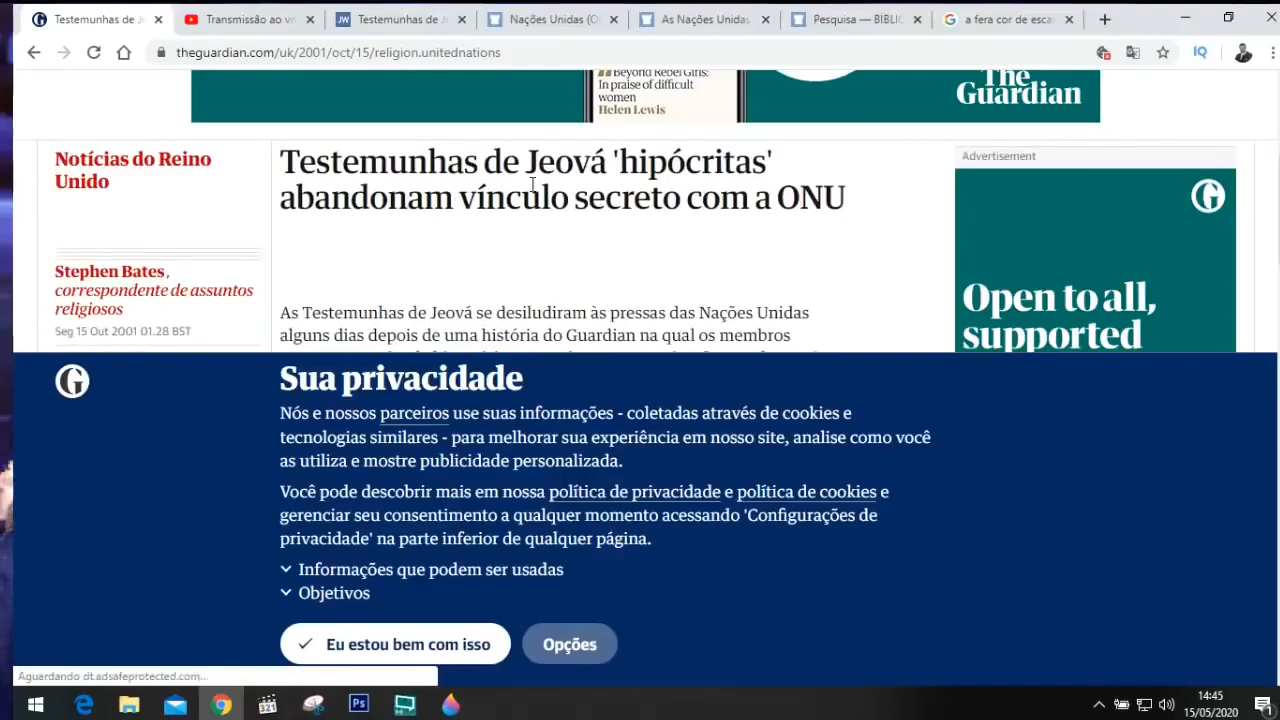 Testemunhas de J
Transmissão ao v
Testemunhas de
Nações Unidas (O
As Nações Unidas
Pesquisa — BIBLI
a fera cor de esca
theguardian.com/uk/2001/oct/15/religion.unitednations
IQ
Beyond Rebel Girls:
In praise of difficult
women
Helen Lewis
The
Guardian
Notícias do Reino
Unido
Testemunhas de Jeová 'hipócritas'
abandonam vínculo secreto com a ONU
Advertisement
Stephen Bates ,
correspondente de assuntos
religiosos
Seg 15 Out 2001 01.28 BST
As Testemunhas de Jeová se desiludiram às pressas das Nações Unidas
alguns dias depois de uma história do Guardian na qual os membros
Open to all,
supported
Sua privacidade
Nós e nossos parceiros use suas informações - coletadas através de cookies e
tecnologias similares - para melhorar sua experiência em nosso site, analise como você
as utiliza e mostre publicidade personalizada.
Você pode descobrir mais em nossa política de privacidade e política de cookies e
gerenciar seu consentimento a qualquer momento acessando 'Configurações de
privacidade' na parte inferior de qualquer página.
Informações que podem ser usadas
Objetivos
Eu estou bem com isso
Opções
Aguardando dt.adsafeprotected.com...
Ps
14:45
15/05/2020